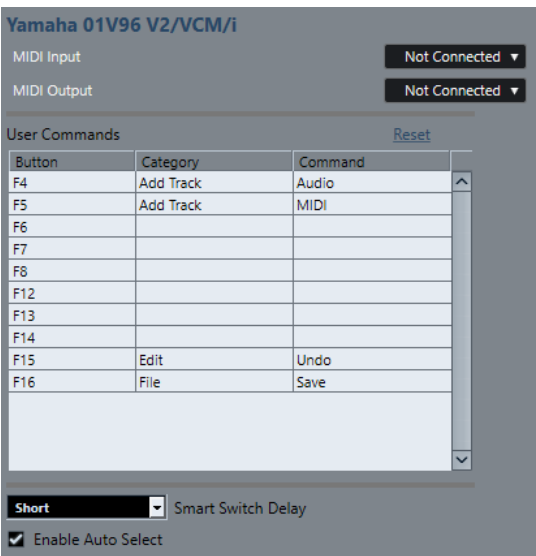 Yamaha 01V96 V2/VCM/i
MIDI Input Not Connected
MIDI Output Not Connected
User Commands Reset
Button Category Command
F4 Add Track Audio
F5 Add Track MIDI
F6
F7
F8
F12
F13
F14
F15 Edit Undo
F16 File Save
Short Smart Switch Delay
Enable Auto Select